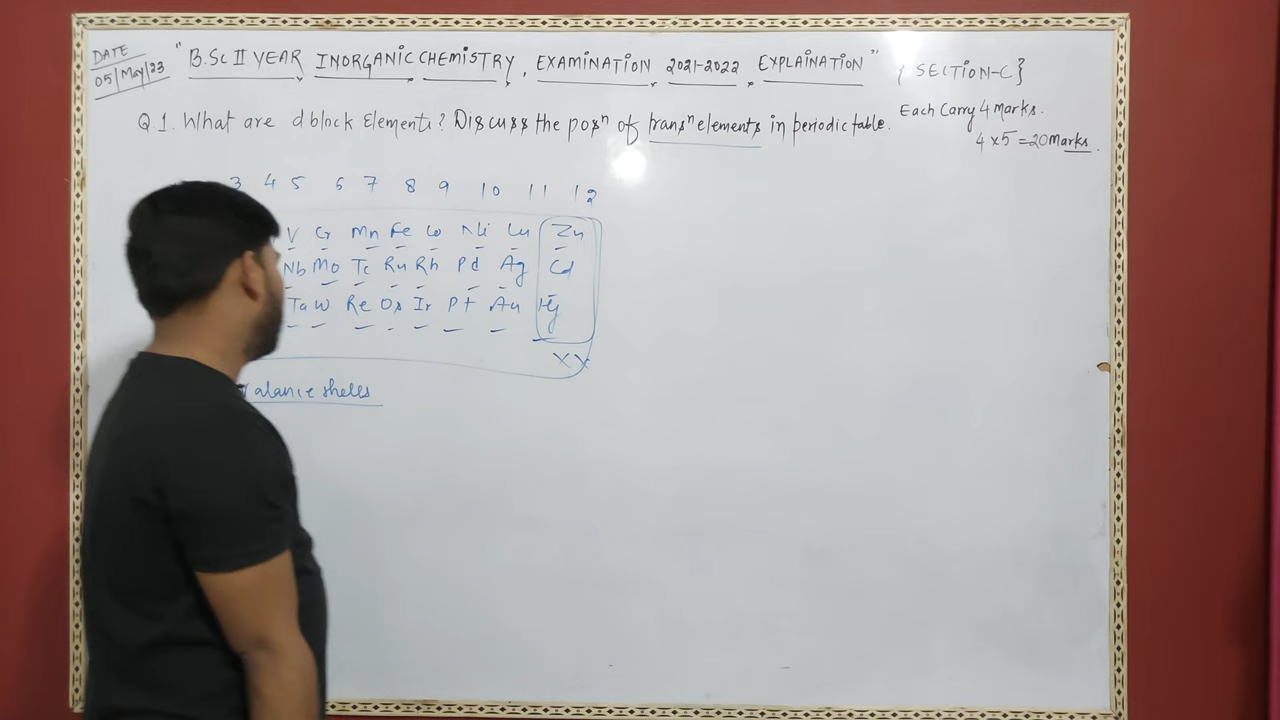 DATE
05/May/23
"B.Sc II YEAR INORGANIC CHEMISTRY, EXAMINATION 2021-2022, EXPLAINATION" { SECTION-C}
Each Carry 4 Marks.
4 x 5 = 20 Marks.
Q.1. What are d block Elements? Discuss the posⁿ of transⁿ elements in periodic table.
3 4 5 6 7 8 9 10 11 12
V Cr Mn Fe Co Ni Cu Zn
Nb Mo Tc Ru Rh Pd Ag Cd
Ta W Re Os Ir Pt Au Hg
XX
Valance shells